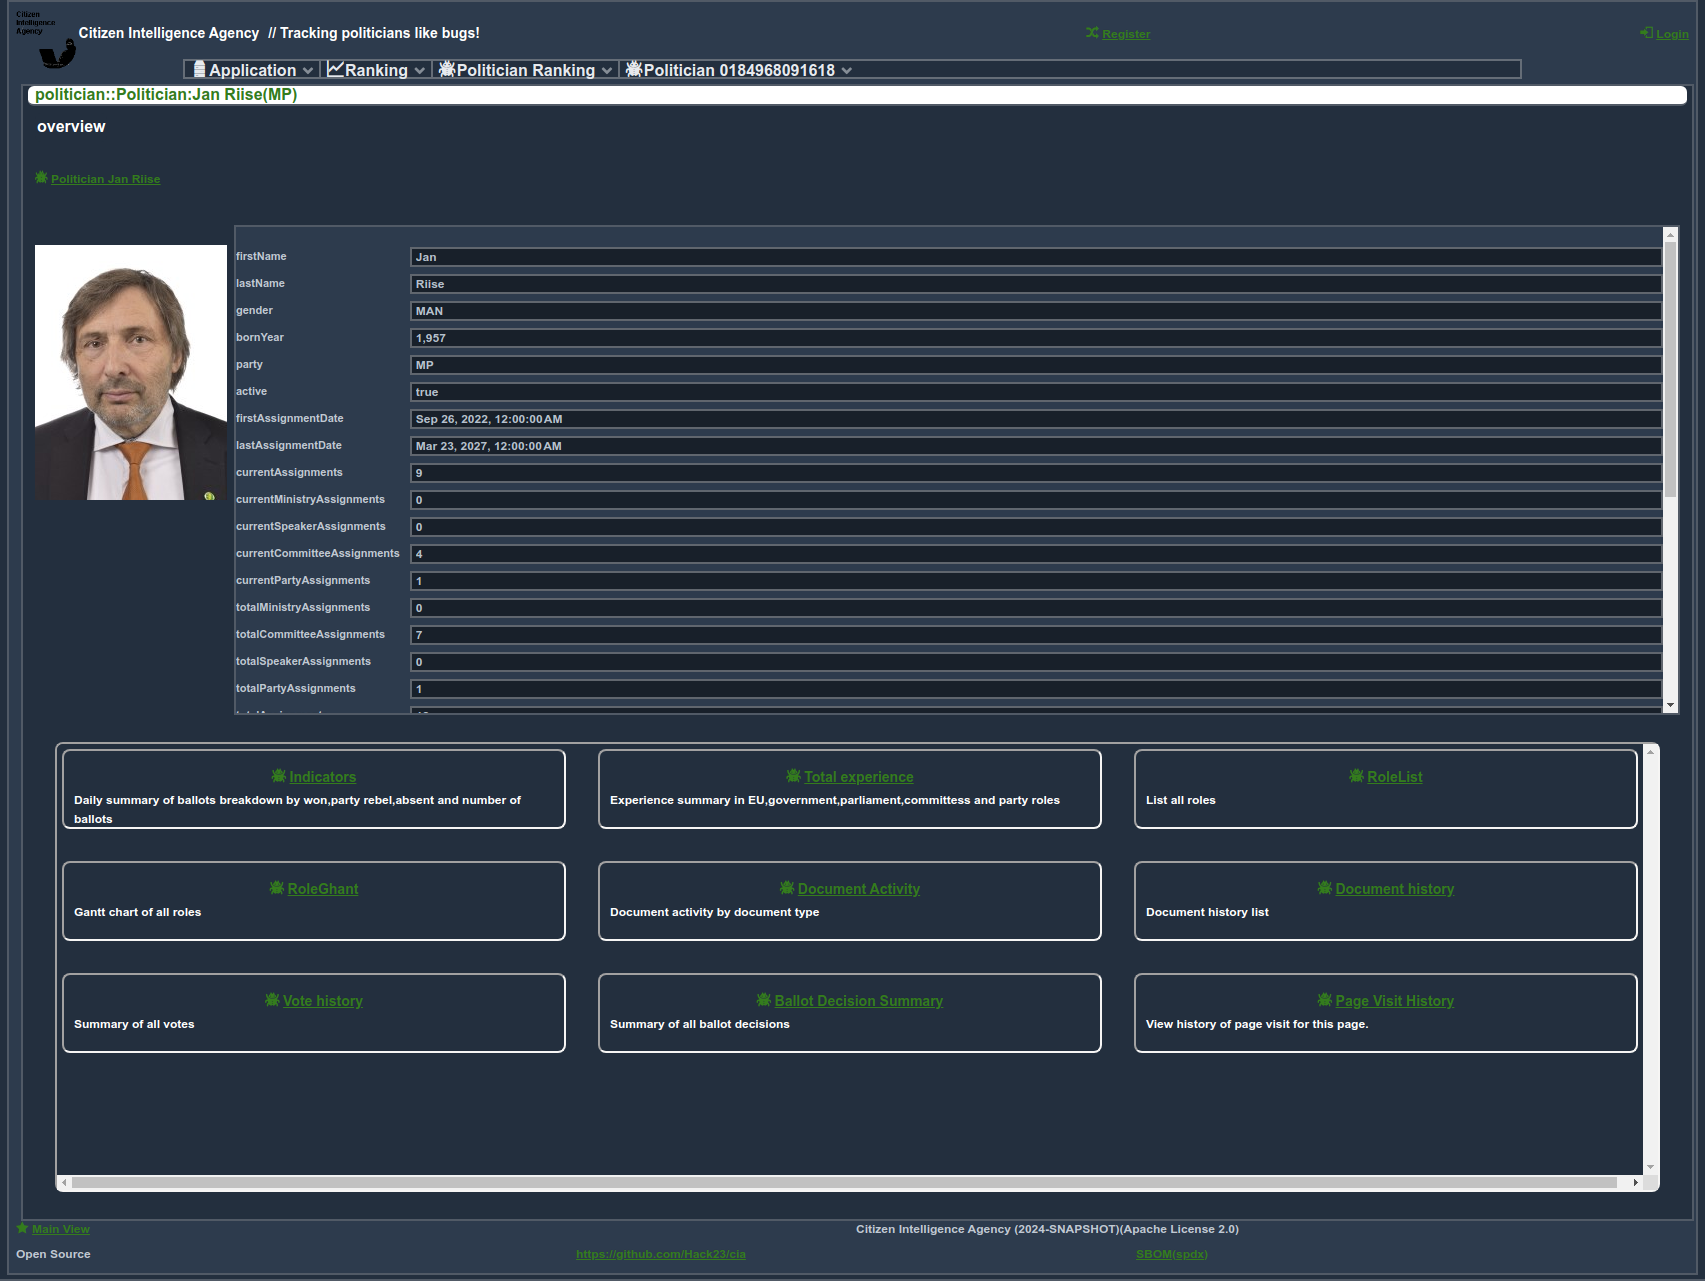 Citizen
Intelligence
Agency
Citizen Intelligence Agency // Tracking politicians like bugs!
Register
Login
Application
Ranking
Politician Ranking
Politician 0184968091618
politician::Politician:Jan Riise(MP)
overview
Politician Jan Riise
firstName Jan
lastName Riise
gender MAN
bornYear 1,957
party MP
active true
firstAssignmentDate Sep 26, 2022, 12:00:00 AM
lastAssignmentDate Mar 23, 2027, 12:00:00 AM
currentAssignments 9
currentMinistryAssignments 0
currentSpeakerAssignments 0
currentCommitteeAssignments 4
currentPartyAssignments 1
totalMinistryAssignments 0
totalCommitteeAssignments 7
totalSpeakerAssignments 0
totalPartyAssignments 1
Indicators
Daily summary of ballots breakdown by won,party rebel,absent and number of
ballots
Total experience
Experience summary in EU,government,parliament,committess and party roles
RoleList
List all roles
RoleGhant
Gantt chart of all roles
Document Activity
Document activity by document type
Document history
Document history list
Vote history
Summary of all votes
Ballot Decision Summary
Summary of all ballot decisions
Page Visit History
View history of page visit for this page.
Main View
Citizen Intelligence Agency (2024-SNAPSHOT)(Apache License 2.0)
Open Source
https://github.com/Hack23/cia
SBOM(spdx)